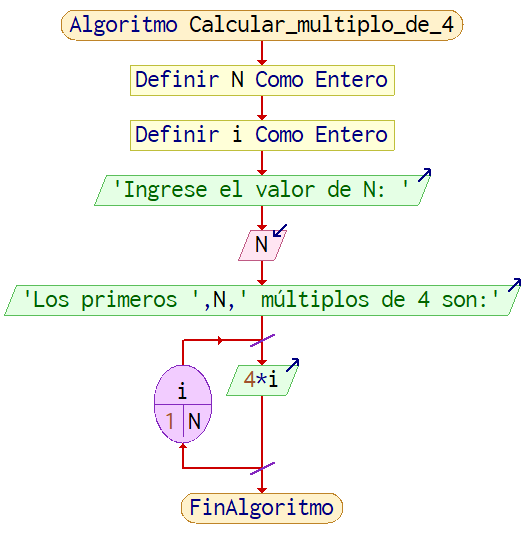 Algoritmo Calcular_multiplo_de_4
Definir N Como Entero
Definir i Como Entero
'Ingrese el valor de N: '
N
'Los primeros ',N,' múltiplos de 4 son:'
4*i
i
1 N
FinAlgoritmo